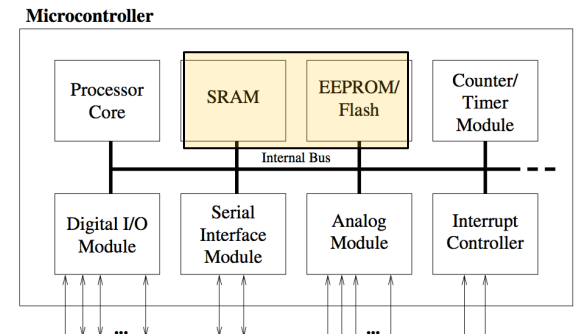 Microcontroller
Processor
Core
SRAM
EEPROM/
Flash
Counter/
Timer
Module
Internal Bus
Digital I/O
Module
Serial
Interface
Module
Analog
Module
Interrupt
Controller
...
...